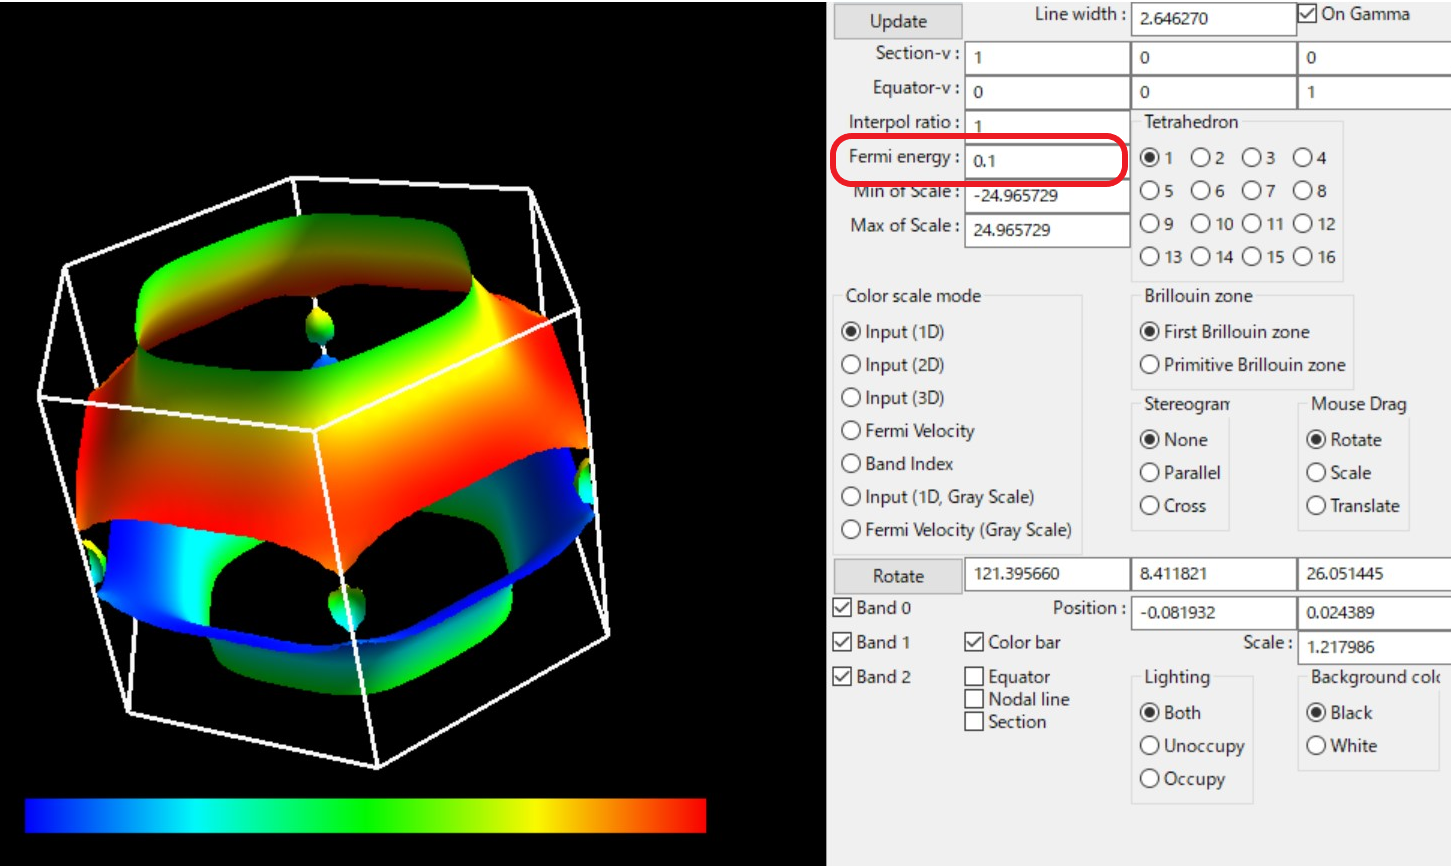 Update Line width : 2.646270 On Gamma
Section-v : 1 0 0
Equator-v : 0 0 1
Interpol ratio : 1 Tetrahedron
Fermi energy : 0.1 1 2 3 4
Min of Scale : -24.965729 5 6 7 8
Max of Scale : 24.965729 9 10 11 12
13 14 15 16
Color scale mode Brillouin zone
Input (1D) First Brillouin zone
Input (2D) Primitive Brillouin zone
Input (3D) Stereogram Mouse Drag
Fermi Velocity None Rotate
Band Index Parallel Scale
Input (1D, Gray Scale) Cross Translate
Fermi Velocity (Gray Scale)
Rotate 121.395660 8.411821 26.051445
Band 0 Position : -0.081932 0.024389
Band 1 Color bar Scale : 1.217986
Band 2 Equator Lighting Background colo
Nodal line Both Black
Section Unoccupy White
Occupy